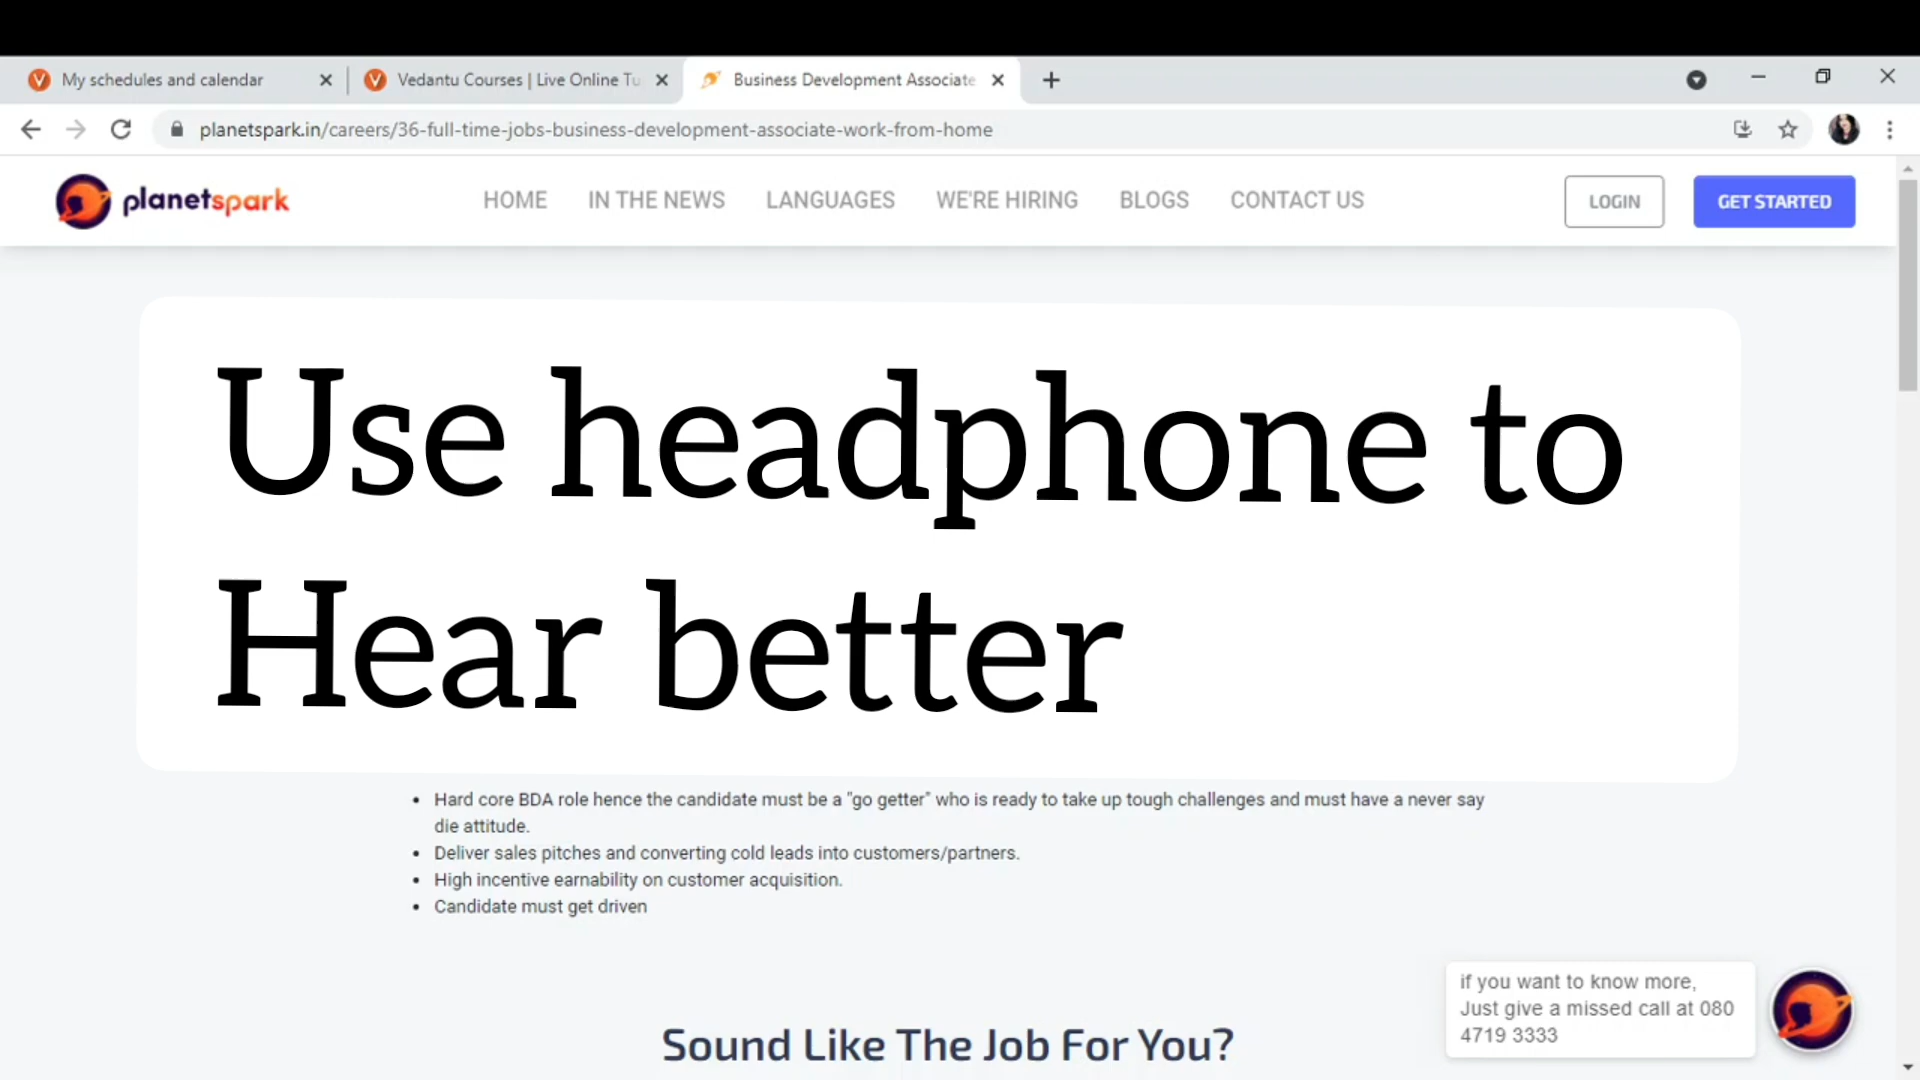 My schedules and calendar
Vedantu Courses | Live Online Tu
Business Development Associate
planetspark.in/careers/36-full-time-jobs-business-development-associate-work-from-home
planetspark
HOME
IN THE NEWS
LANGUAGES
WE'RE HIRING
BLOGS
CONTACT US
LOGIN
GET STARTED
Use headphone to
Hear better
Hard core BDA role hence the candidate must be a "go getter" who is ready to take up tough challenges and must have a never say
die attitude.
Deliver sales pitches and converting cold leads into customers/partners.
High incentive earnability on customer acquisition.
Candidate must get driven
if you want to know more,
Just give a missed call at 080
4719 3333
Sound Like The Job For You?